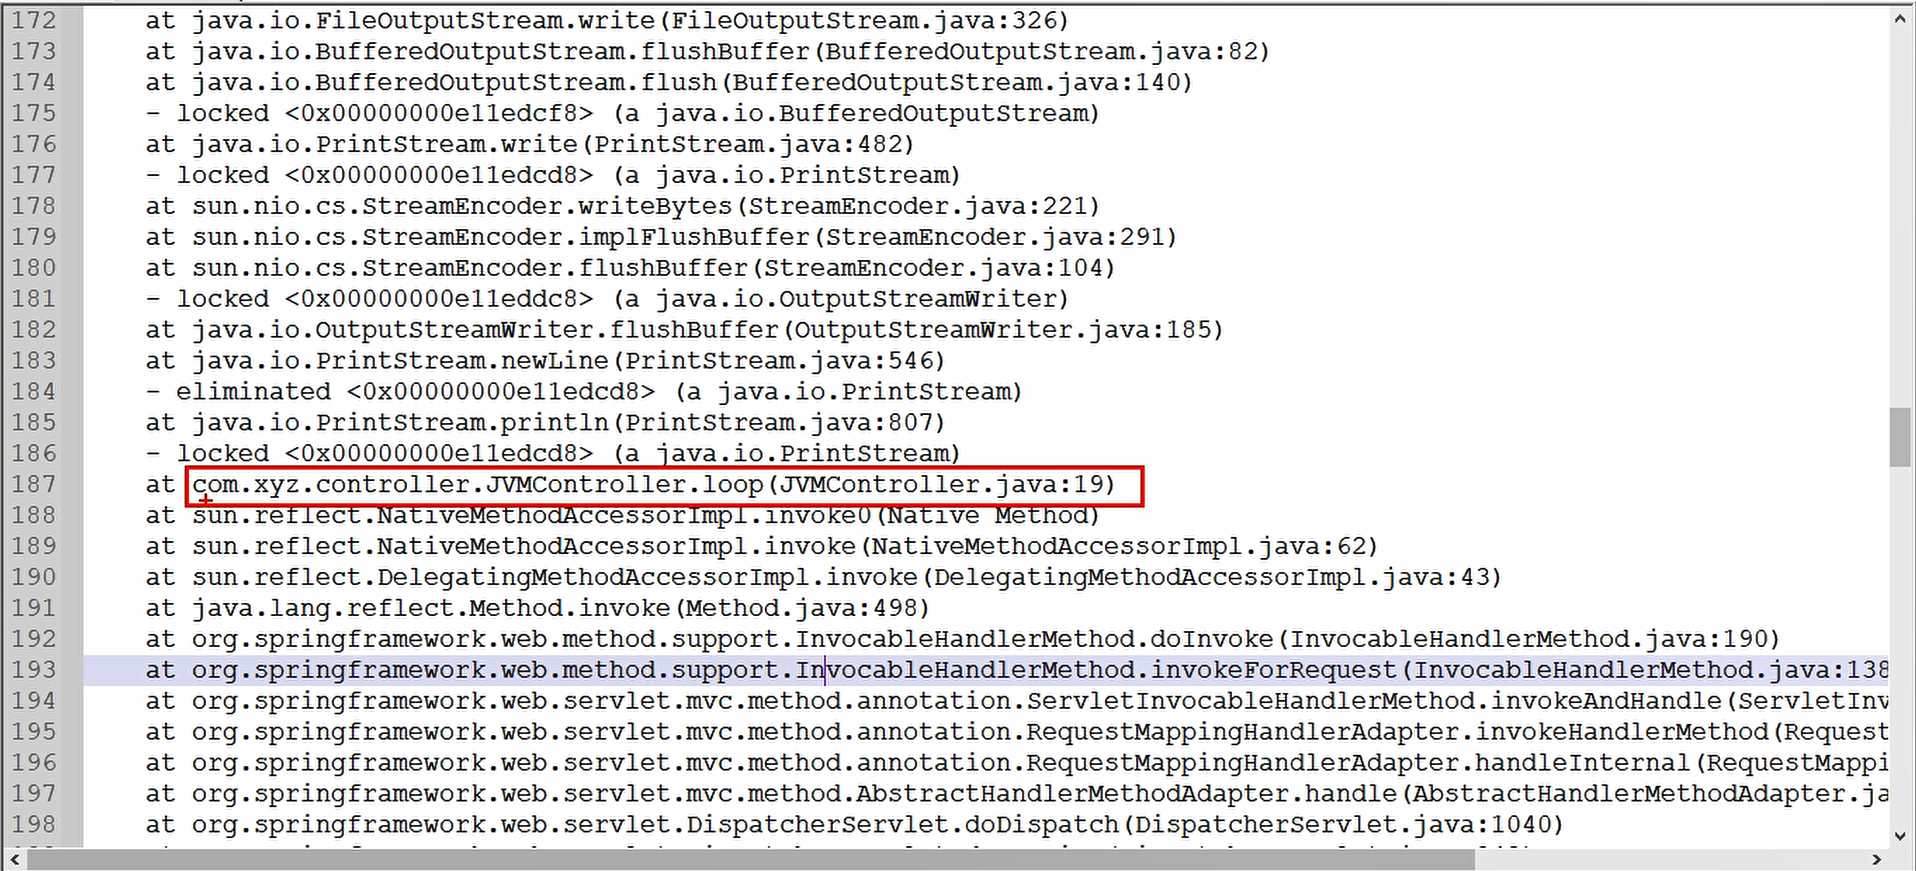 172 at java.io.FileOutputStream.write(FileOutputStream.java:326)
173 at java.io.BufferedOutputStream.flushBuffer(BufferedOutputStream.java:82)
174 at java.io.BufferedOutputStream.flush(BufferedOutputStream.java:140)
175 - locked <0x00000000e11edcf8> (a java.io.BufferedOutputStream)
176 at java.io.PrintStream.write(PrintStream.java:482)
177 - locked <0x00000000e11edcd8> (a java.io.PrintStream)
178 at sun.nio.cs.StreamEncoder.writeBytes(StreamEncoder.java:221)
179 at sun.nio.cs.StreamEncoder.implFlushBuffer(StreamEncoder.java:291)
180 at sun.nio.cs.StreamEncoder.flushBuffer(StreamEncoder.java:104)
181 - locked <0x00000000e11eddc8> (a java.io.OutputStreamWriter)
182 at java.io.OutputStreamWriter.flushBuffer(OutputStreamWriter.java:185)
183 at java.io.PrintStream.newLine(PrintStream.java:546)
184 - eliminated <0x00000000e11edcd8> (a java.io.PrintStream)
185 at java.io.PrintStream.println(PrintStream.java:807)
186 - locked <0x00000000e11edcd8> (a java.io.PrintStream)
187 at com.xyz.controller.JVMController.loop(JVMController.java:19)
188 at sun.reflect.NativeMethodAccessorImpl.invoke0(Native Method)
189 at sun.reflect.NativeMethodAccessorImpl.invoke(NativeMethodAccessorImpl.java:62)
190 at sun.reflect.DelegatingMethodAccessorImpl.invoke(DelegatingMethodAccessorImpl.java:43)
191 at java.lang.reflect.Method.invoke(Method.java:498)
192 at org.springframework.web.method.support.InvocableHandlerMethod.doInvoke(InvocableHandlerMethod.java:190)
193 at org.springframework.web.method.support.InvocableHandlerMethod.invokeForRequest(InvocableHandlerMethod.java:138
194 at org.springframework.web.servlet.mvc.method.annotation.ServletInvocableHandlerMethod.invokeAndHandle(ServletInv
195 at org.springframework.web.servlet.mvc.method.annotation.RequestMappingHandlerAdapter.invokeHandlerMethod(Request
196 at org.springframework.web.servlet.mvc.method.annotation.RequestMappingHandlerAdapter.handleInternal(RequestMappi
197 at org.springframework.web.servlet.mvc.method.AbstractHandlerMethodAdapter.handle(AbstractHandlerMethodAdapter.ja
198 at org.springframework.web.servlet.DispatcherServlet.doDispatch(DispatcherServlet.java:1040)